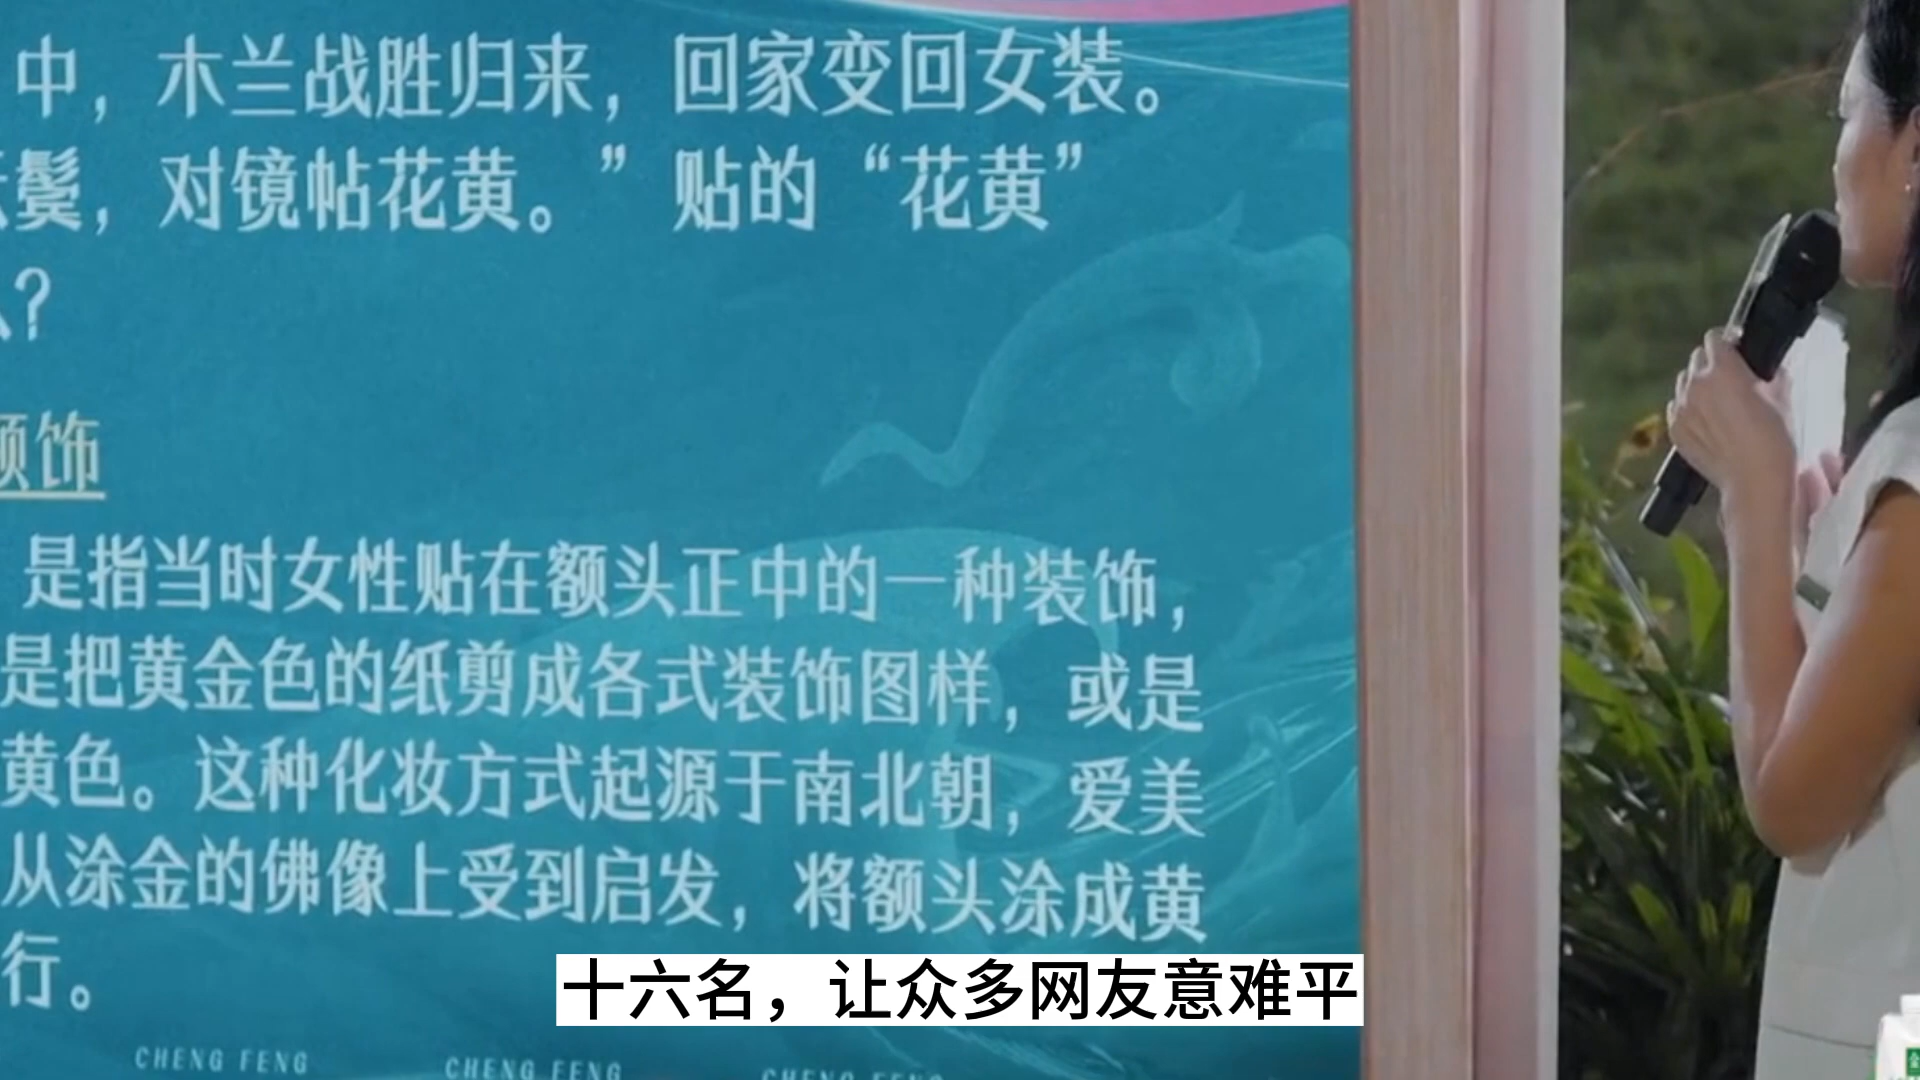 中，木兰战胜归来，回家变回女装。
鬓，对镜帖花黄。”贴的“花黄”
？
额饰
是指当时女性贴在额头正中的一种装饰，
是把黄金色的纸剪成各式装饰图样，或是
黄色。这种化妆方式起源于南北朝，爱美
从涂金的佛像上受到启发，将额头涂成黄
行。
十六名，让众多网友意难平
CHENG FENG
CHENG FENG
CHENG FENG